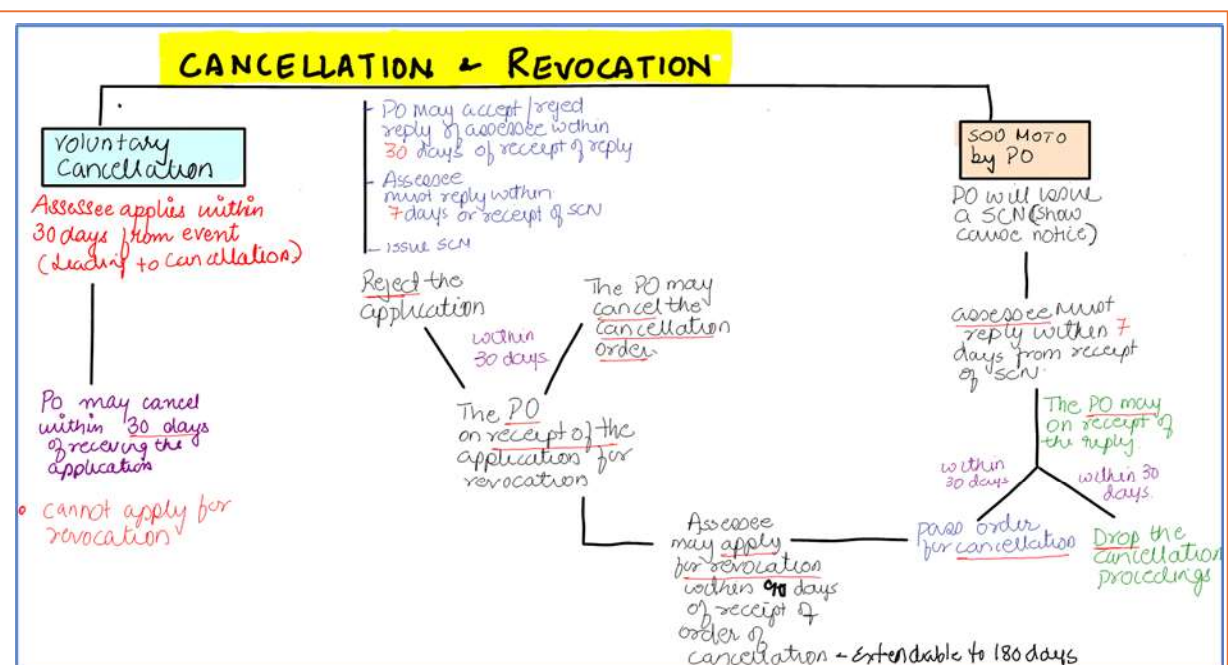 CANCELLATION & REVOCATION
voluntary
Cancellation
Assessee applies within
30 days from event
(leading to cancellation)
PO may cancel
within 30 days
of receiving the
application
• cannot apply for
revocation
PO may accept/reject
reply of assessee within
30 days of receipt of reply
Assessee
must reply within
7 days or receipt of SCN
issue SCN
Reject the
application
The PO may
cancel the
cancellation
order.
within
30 days
The PO
on receipt of the
application for
revocation
Assessee
may apply
for revocation
within 90 days
of receipt of
order of
cancellation - extendable to 180 days
SOO MOTO
by PO
PO will issue
a SCN (show
cause notice)
assessee must
reply within 7
days from receipt
of SCN.
The PO may
on receipt of
the reply.
within
30 days
within 30
days.
pass order
for cancellation
Drop the
cancellation
proceedings